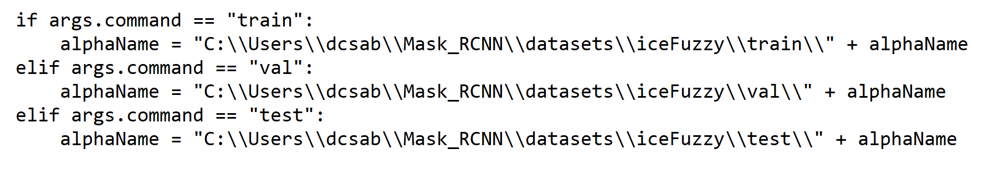 if args.command == "train":
    alphaName = "C:\\Users\\dcsab\\Mask_RCNN\\datasets\\iceFuzzy\\train\\" + alphaName
elif args.command == "val":
    alphaName = "C:\\Users\\dcsab\\Mask_RCNN\\datasets\\iceFuzzy\\val\\" + alphaName
elif args.command == "test":
    alphaName = "C:\\Users\\dcsab\\Mask_RCNN\\datasets\\iceFuzzy\\test\\" + alphaName